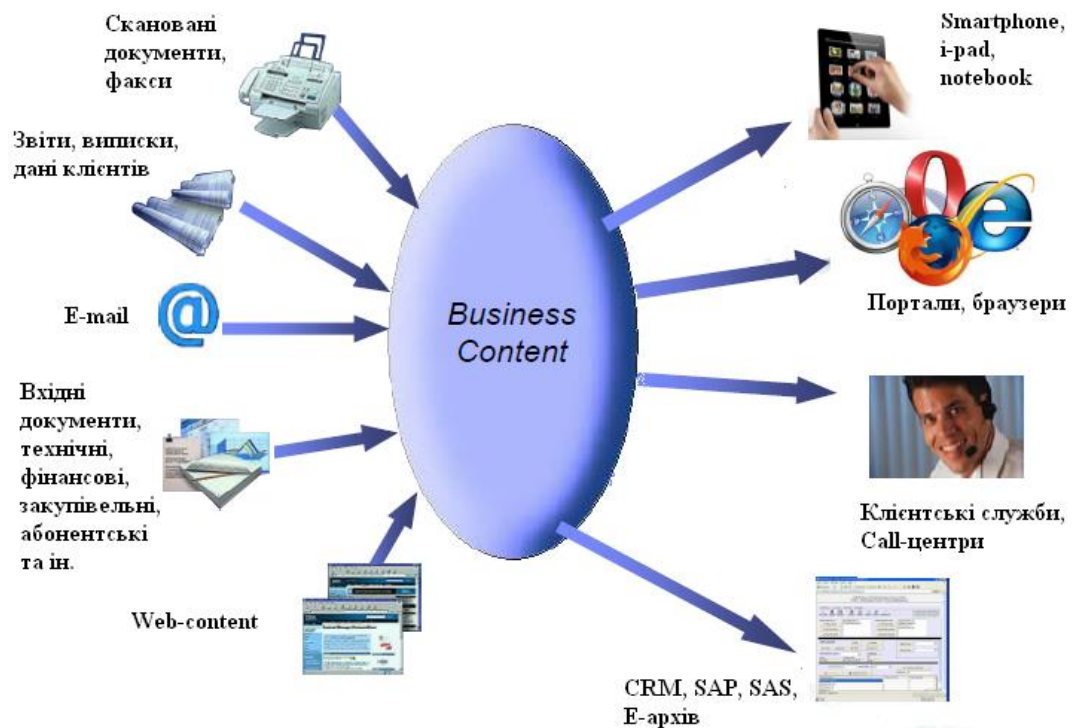 Скановані
документи,
факси
Звіти, виписки,
дані клієнтів
E-mail
Вхідні
документи,
технічні,
фінансові,
закупівельні,
абонентські
та ін.
Web-content
Business
Content
Smartphone,
i-pad,
notebook
Портали, браузери
Клієнтські служби,
Call-центри
CRM, SAP, SAS,
E-архів